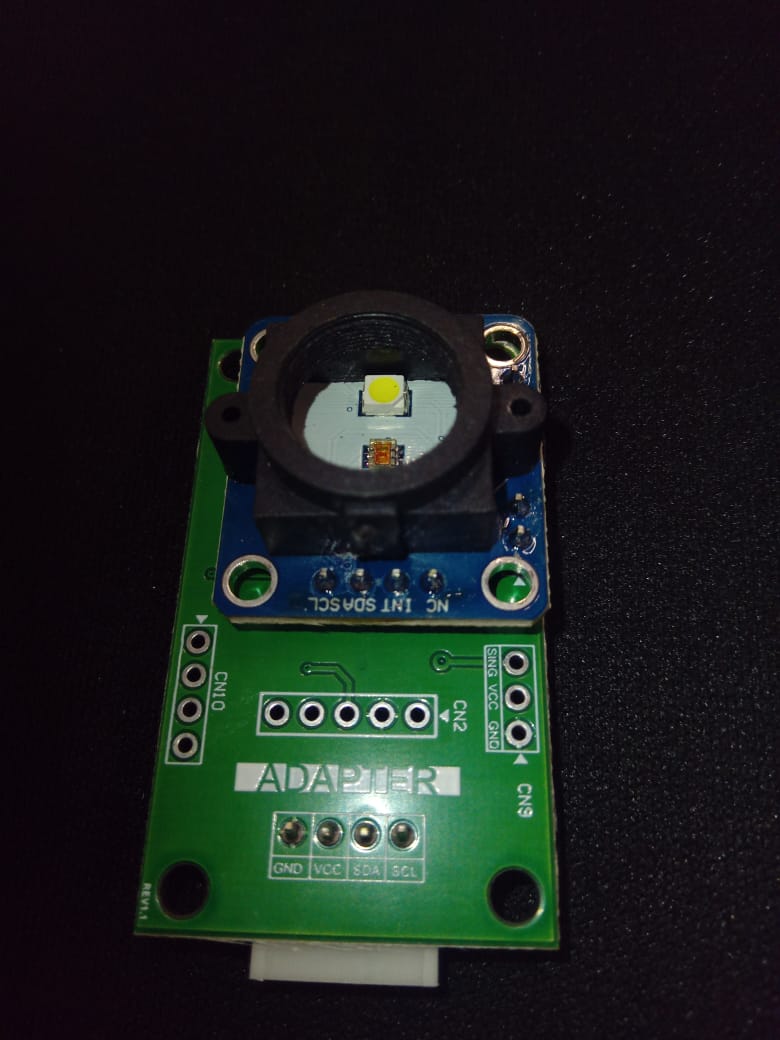 SCL SDA INT NC
SING VCC GND
CN10
CN2
ADAPTER
CN9
GND VCC SDA SCL
REV1.1